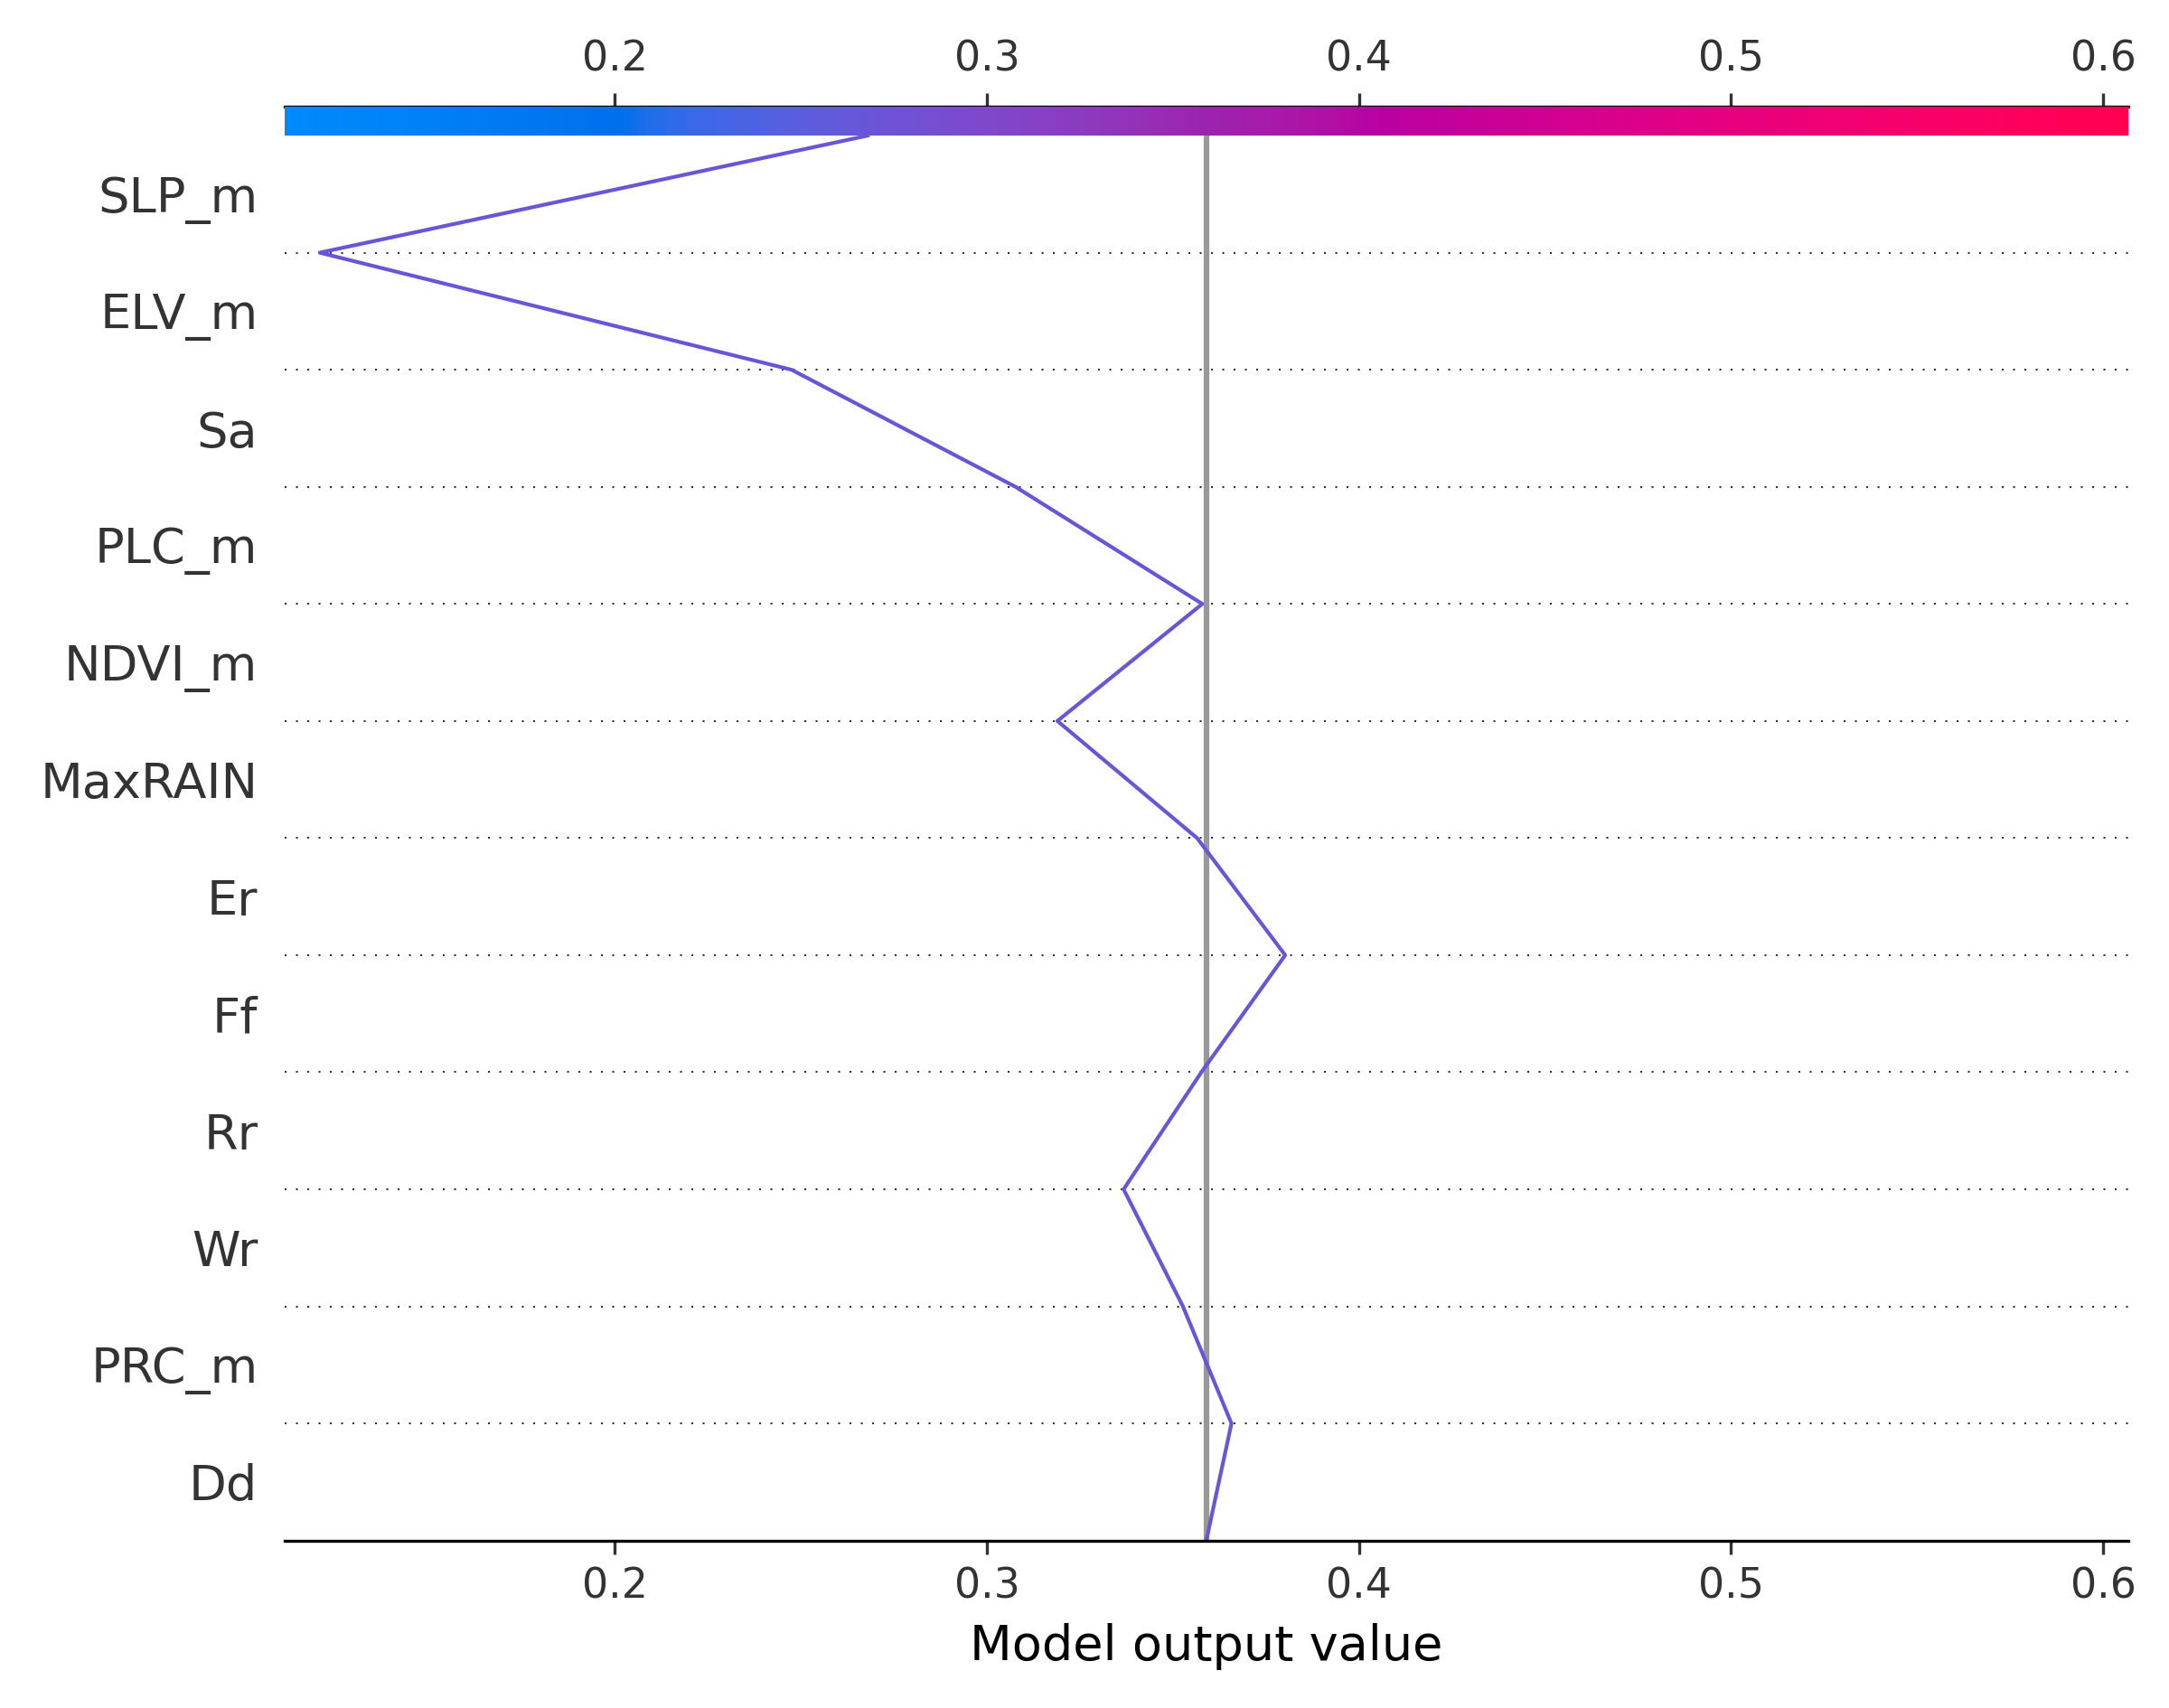 0.2 0.3 0.4 0.5 0.6
SLP_m
ELV_m
Sa
PLC_m
NDVI_m
MaxRAIN
Er
Ff
Rr
Wr
PRC_m
Dd
0.2 0.3 0.4 0.5 0.6
Model output value